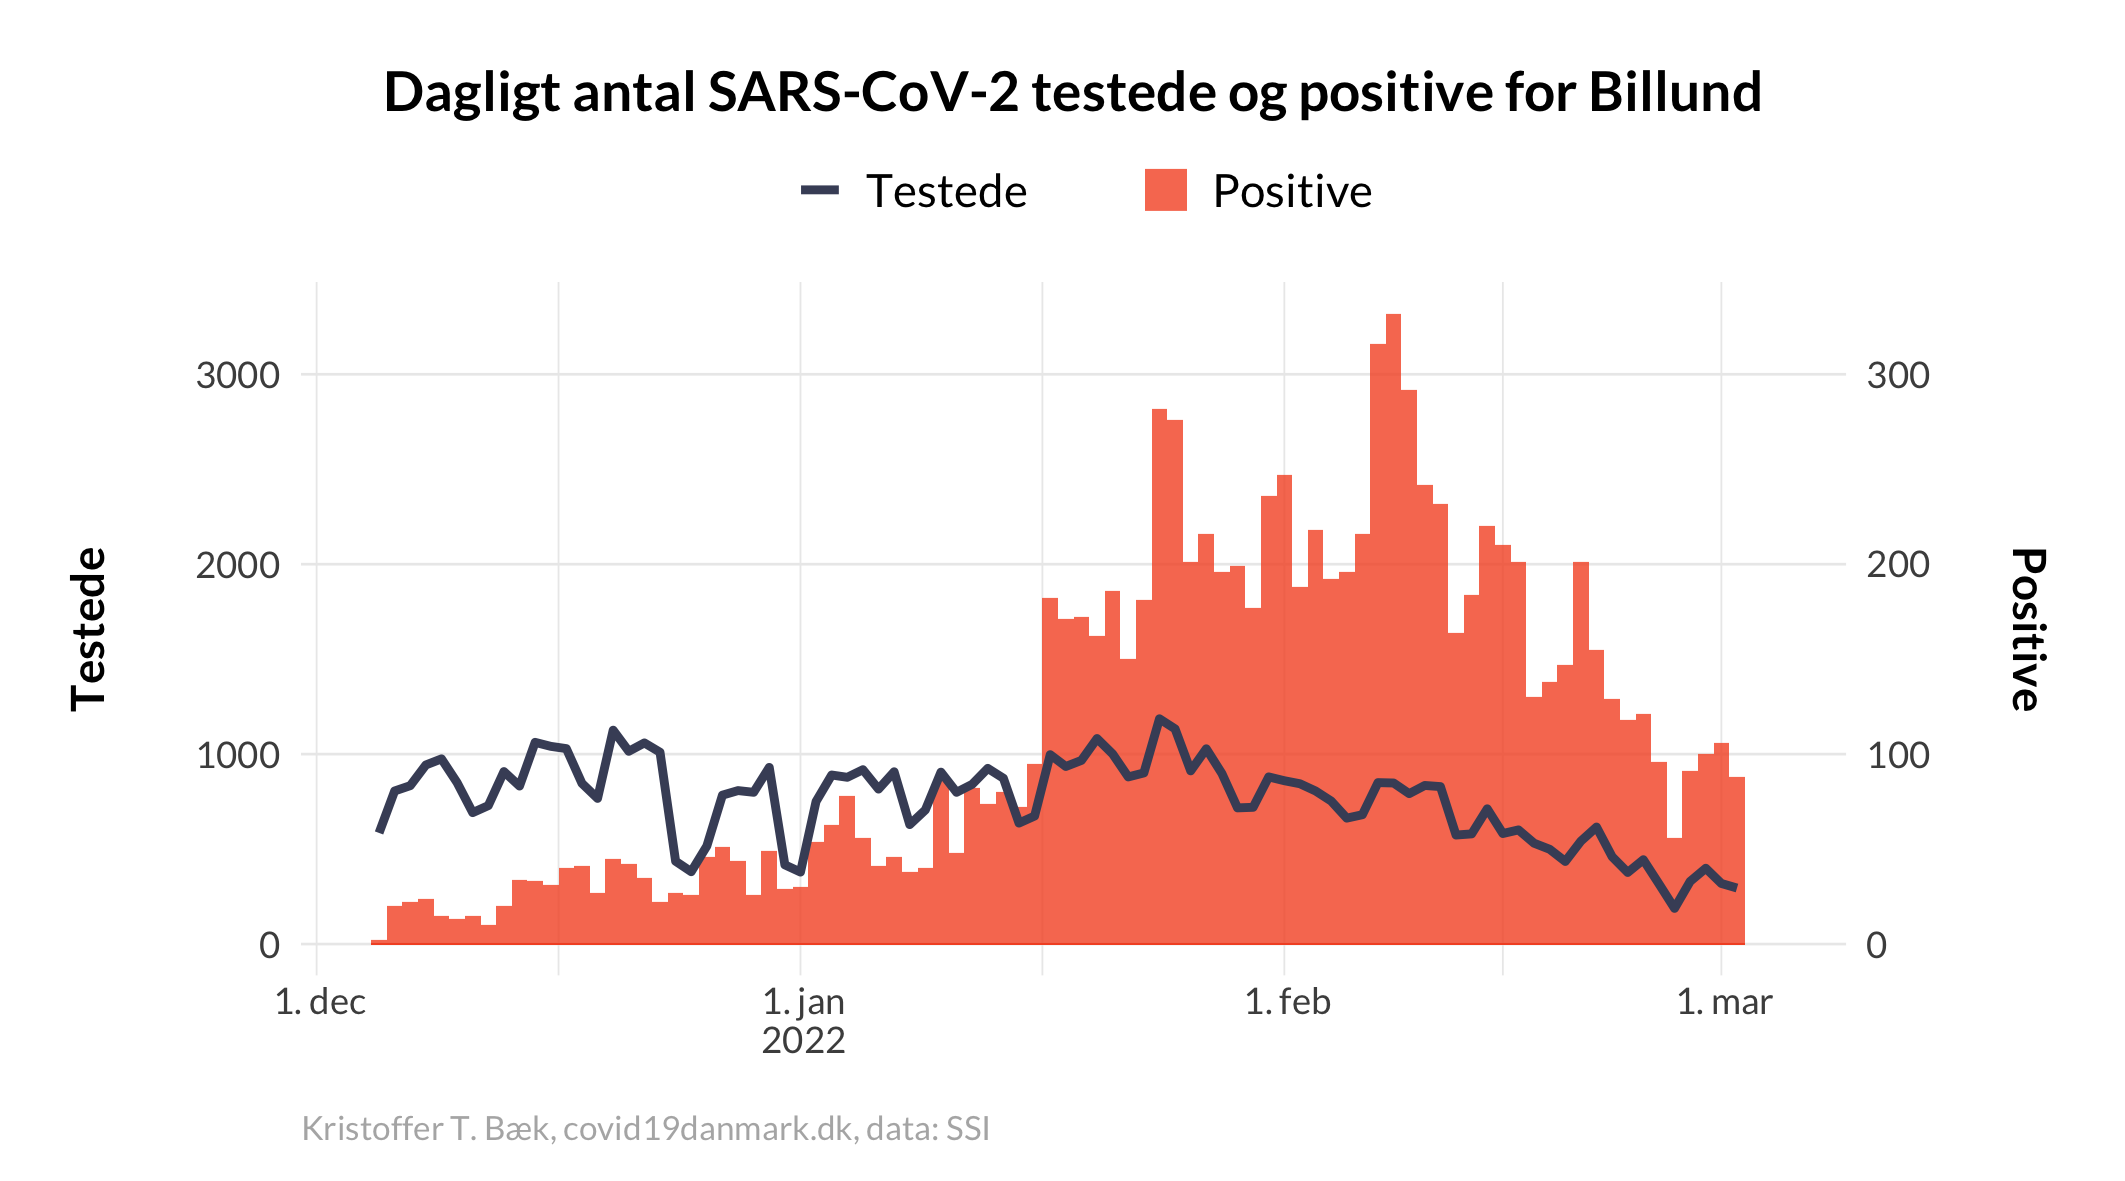 Dagligt antal SARS-CoV-2 testede og positive for Billund
Testede
Positive
Testede
3000
2000
1000
0
300
200
100
0
Positive
1. dec
1. jan
2022
1. feb
1. mar
Kristoffer T. Bæk, covid19danmark.dk, data: SSI